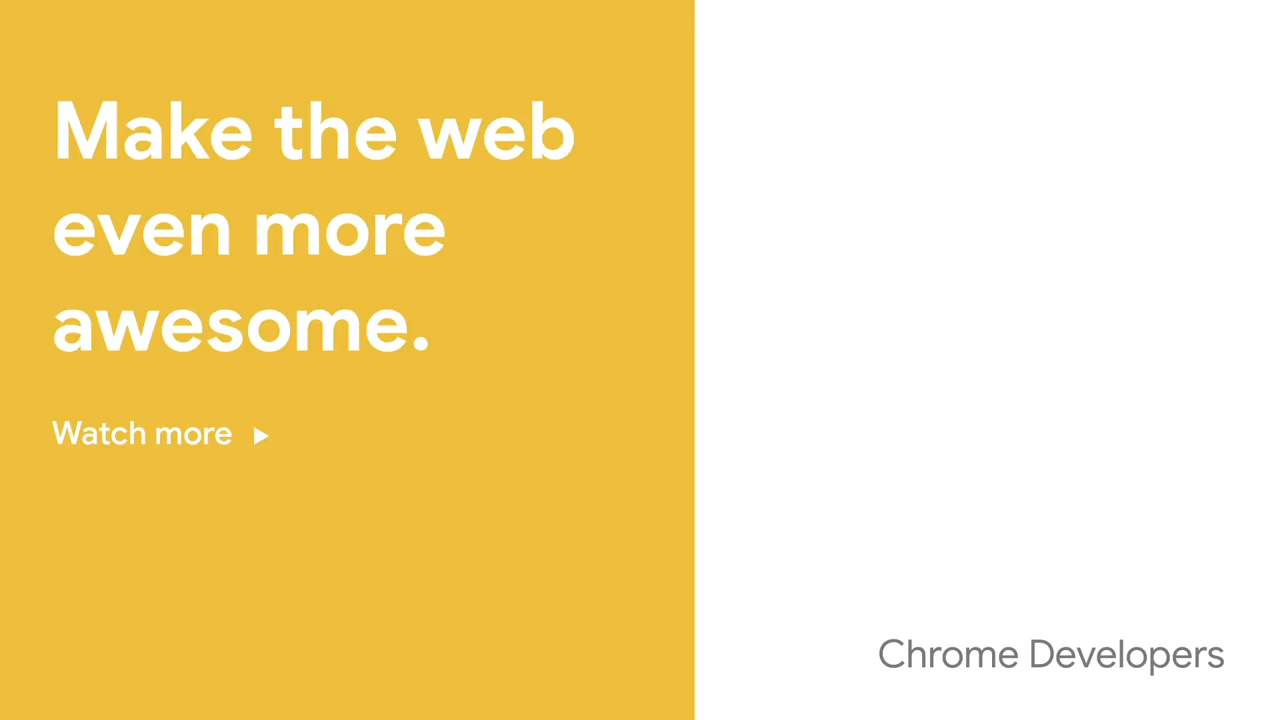 Make the web
even more
awesome.
Watch more
Chrome Developers